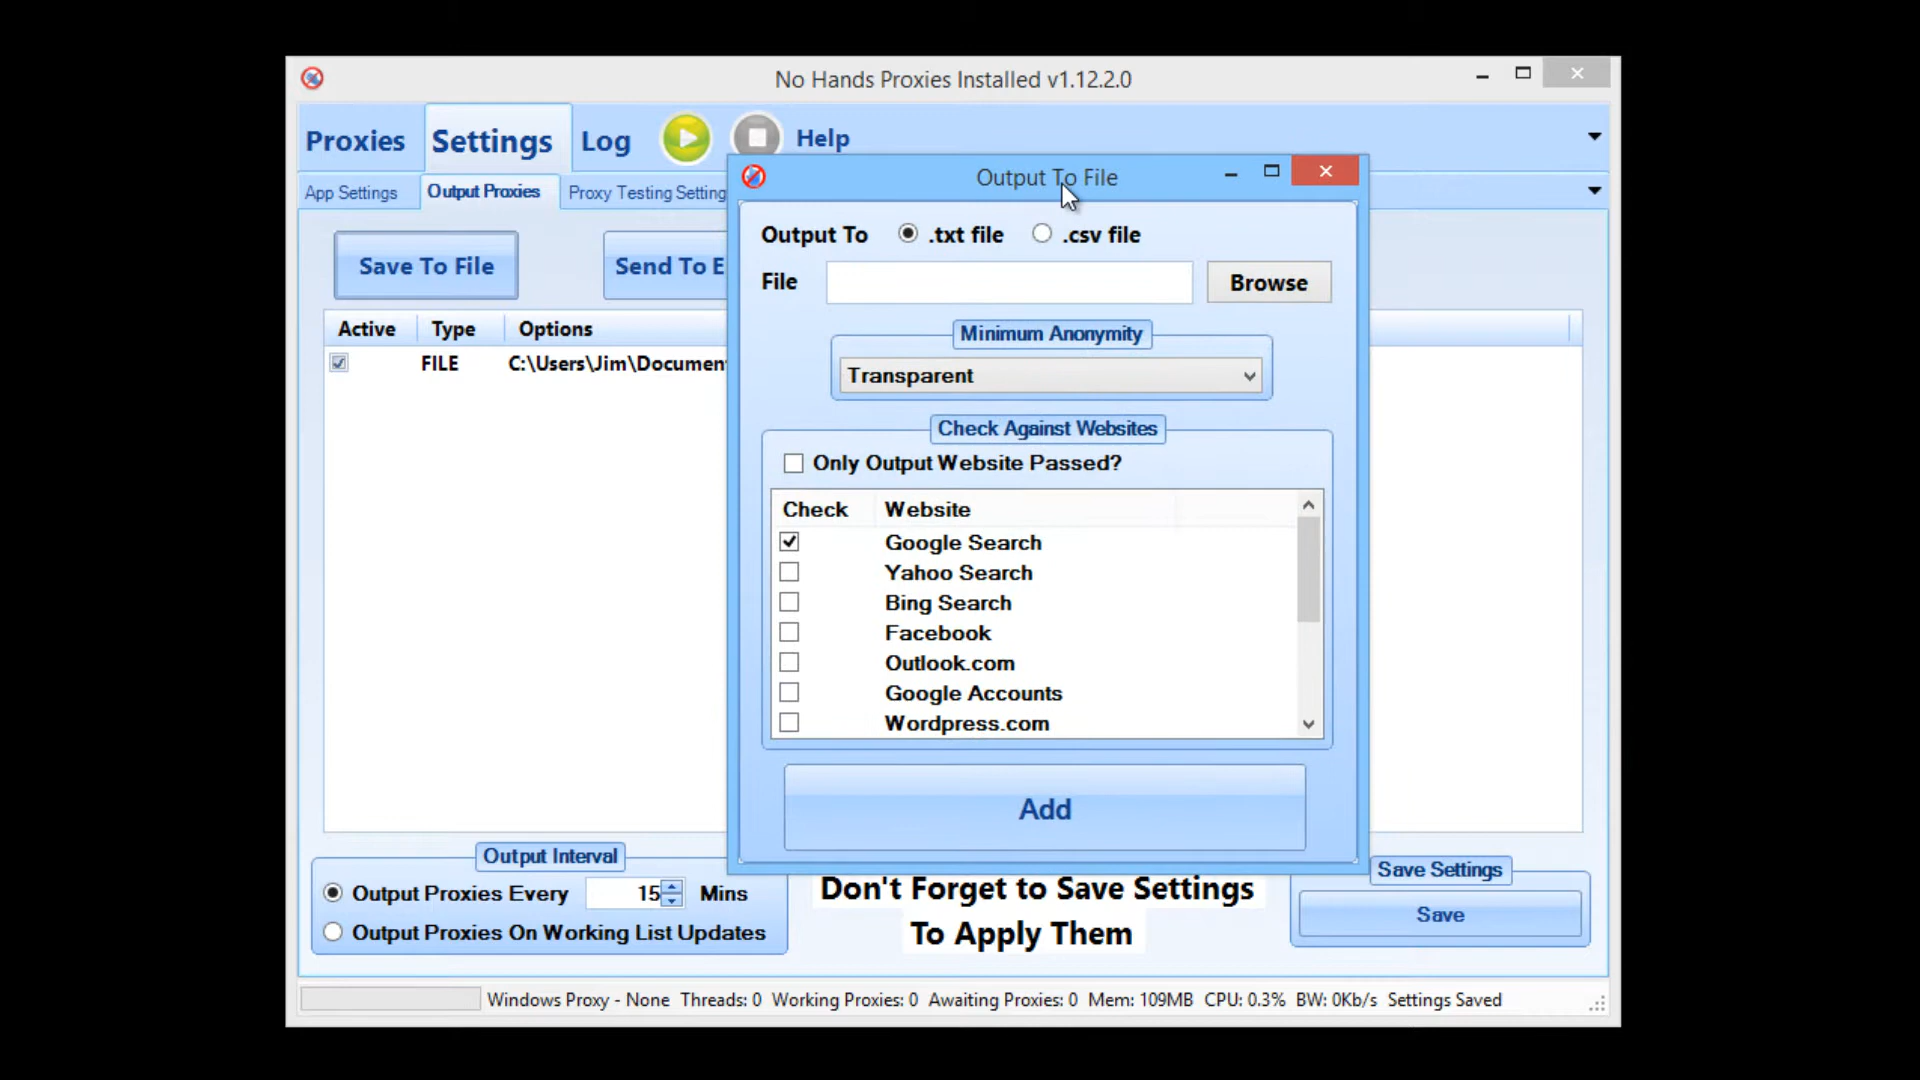 No Hands Proxies Installed v1.12.2.0
Proxies Settings Log Help
App Settings Output Proxies Proxy Testing Setting
Save To File Send To E
Active Type Options
FILE C:\Users\Jim\Documen
Output To File
Output To .txt file .csv file
File Browse
Minimum Anonymity
Transparent
Check Against Websites
Only Output Website Passed?
Check Website
Google Search
Yahoo Search
Bing Search
Facebook
Outlook.com
Google Accounts
Wordpress.com
Add
Output Interval
Output Proxies Every 15 Mins
Output Proxies On Working List Updates
Don't Forget to Save Settings
To Apply Them
Save Settings
Save
Windows Proxy - None Threads: 0 Working Proxies: 0 Awaiting Proxies: 0 Mem: 109MB CPU: 0.3% BW: 0Kb/s Settings Saved